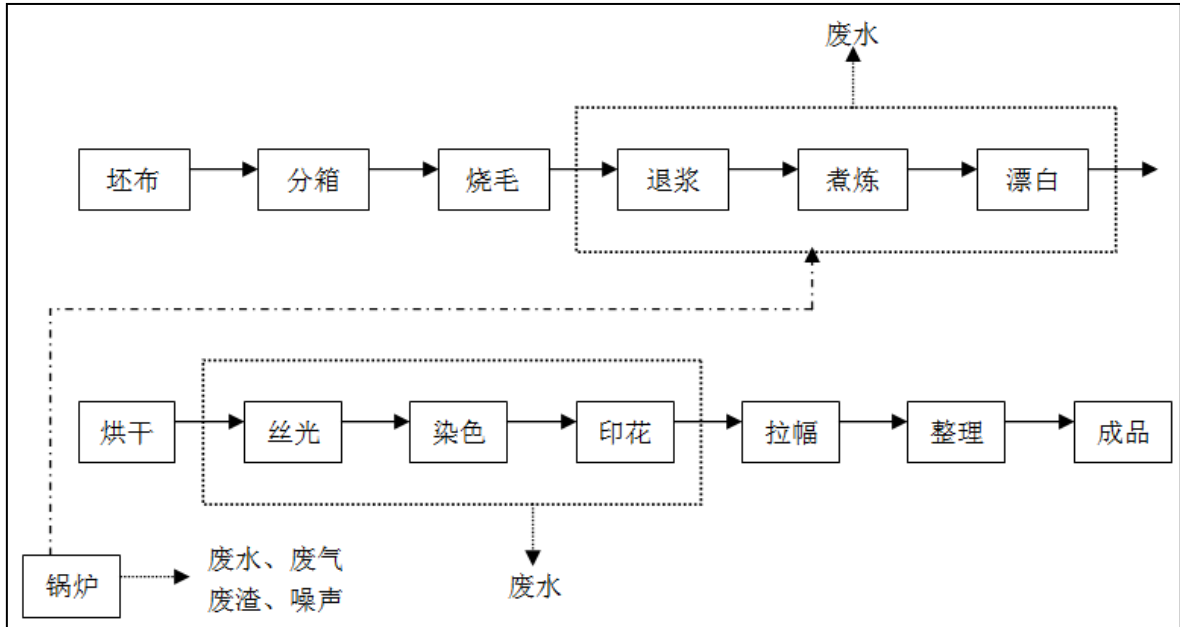 废水
坯布
分箱
烧毛
退浆
煮炼
漂白
烘干
丝光
染色
印花
拉幅
整理
成品
锅炉
废水、废气
废渣、噪声
废水